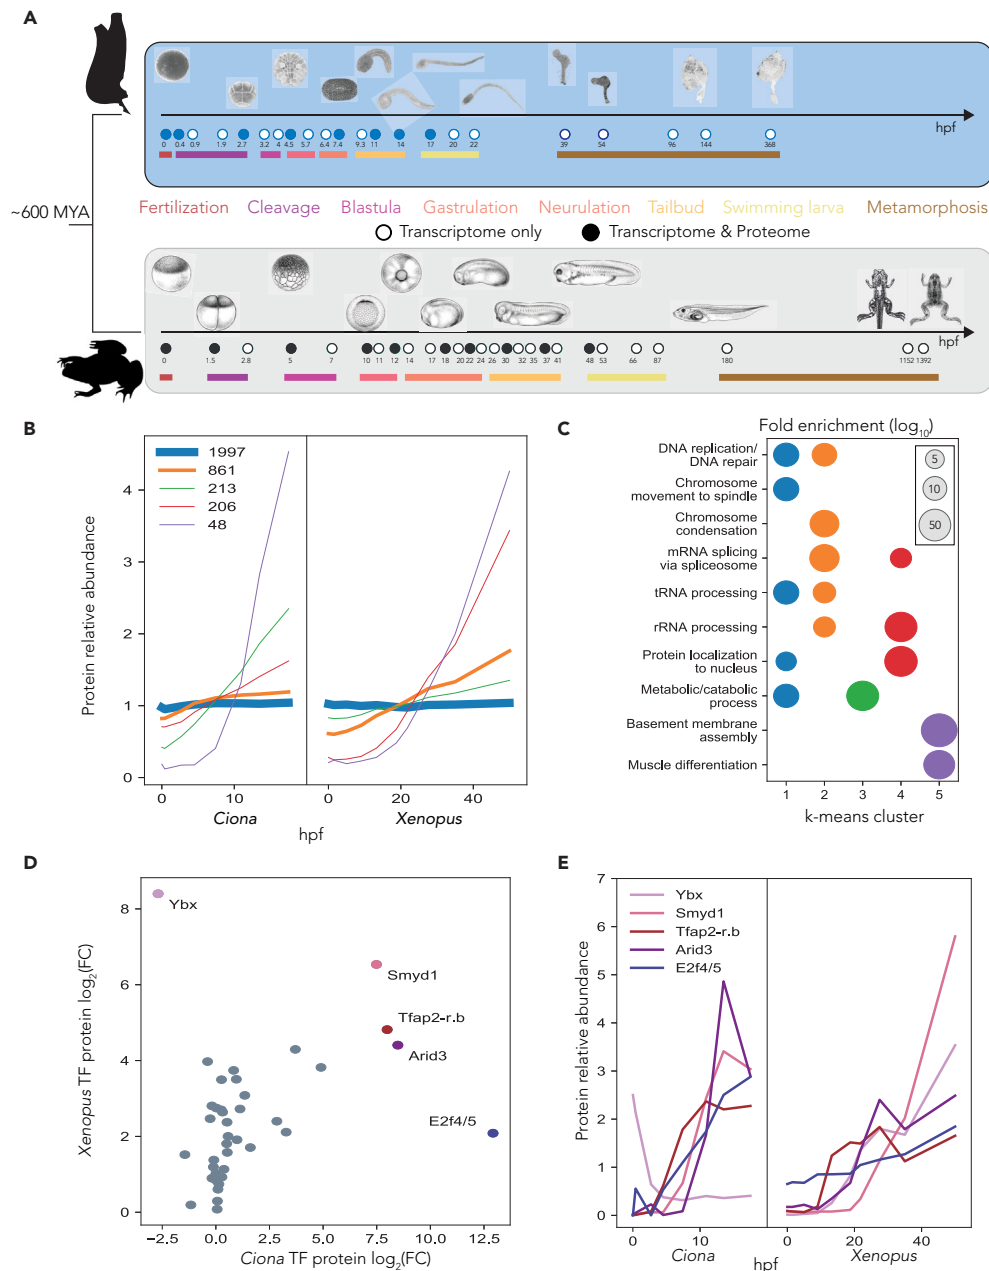 A
hpf
0 0.4 0.9 1.9 2.7 3.2 4 4.5 5.7 6.4 7.4 9.3 11 14 17 20 22 39 54 96 144 368
~600 MYA
Fertilization Cleavage Blastula Gastrulation Neurulation Tailbud Swimming larva Metamorphosis
Transcriptome only Transcriptome & Proteome
hpf
0 1.5 2.8 5 7 10 11 12 14 17 18 20 22 24 26 30 32 35 37 41 48 53 66 87 180 1152 1392
B
Protein relative abundance
4
3
2
1
0
1997
861
213
206
48
0 10 0 20 40
Ciona Xenopus
hpf
C
Fold enrichment (log10)
5
10
50
DNA replication/
DNA repair
Chromosome
movement to spindle
Chromosome
condensation
mRNA splicing
via spliceosome
tRNA processing
rRNA processing
Protein localization
to nucleus
Metabolic/catabolic
process
Basement membrane
assembly
Muscle differentiation
1 2 3 4 5
k-means cluster
D
Xenopus TF protein log2(FC)
8
6
4
2
0
Ybx
Smyd1
Tfap2-r.b
Arid3
E2f4/5
−2.5 0.0 2.5 5.0 7.5 10.0 12.5
Ciona TF protein log2(FC)
E
Protein relative abundance
7
6
5
4
3
2
1
0
Ybx
Smyd1
Tfap2-r.b
Arid3
E2f4/5
0 10 0 20 40
Ciona Xenopus
hpf